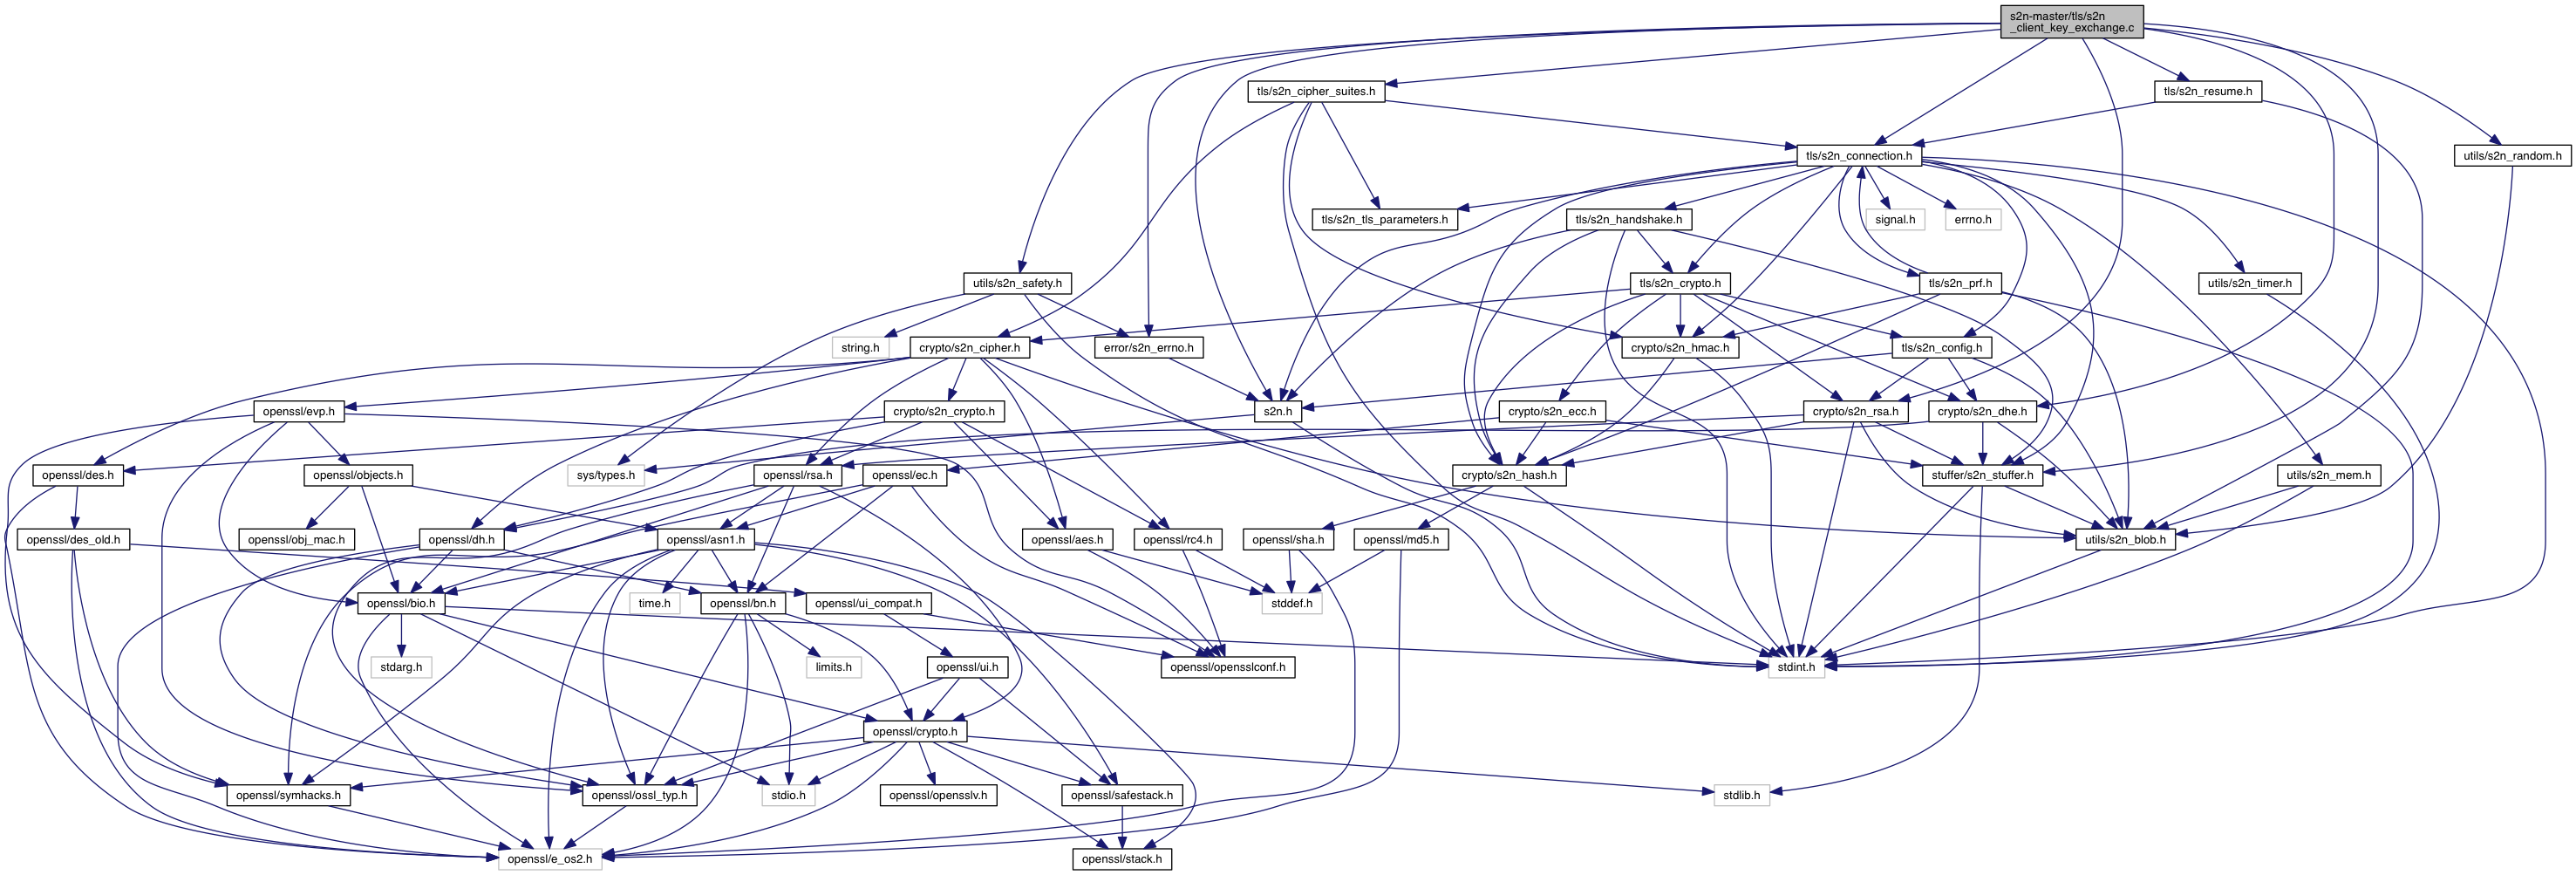 s2n-master/tls/s2n
_client_key_exchange.c
tls/s2n_cipher_suites.h
tls/s2n_resume.h
tls/s2n_connection.h
utils/s2n_random.h
tls/s2n_tls_parameters.h
tls/s2n_handshake.h
signal.h
errno.h
utils/s2n_safety.h
tls/s2n_crypto.h
tls/s2n_prf.h
utils/s2n_timer.h
string.h
crypto/s2n_cipher.h
error/s2n_errno.h
crypto/s2n_hmac.h
tls/s2n_config.h
openssl/evp.h
crypto/s2n_crypto.h
s2n.h
crypto/s2n_ecc.h
crypto/s2n_rsa.h
crypto/s2n_dhe.h
openssl/des.h
openssl/objects.h
sys/types.h
openssl/rsa.h
openssl/ec.h
crypto/s2n_hash.h
stuffer/s2n_stuffer.h
utils/s2n_mem.h
openssl/des_old.h
openssl/obj_mac.h
openssl/dh.h
openssl/asn1.h
openssl/aes.h
openssl/rc4.h
openssl/sha.h
openssl/md5.h
utils/s2n_blob.h
openssl/bio.h
time.h
openssl/bn.h
openssl/ui_compat.h
stddef.h
stdarg.h
limits.h
openssl/ui.h
openssl/opensslconf.h
stdint.h
openssl/crypto.h
openssl/symhacks.h
openssl/ossl_typ.h
stdio.h
openssl/opensslv.h
openssl/safestack.h
stdlib.h
openssl/e_os2.h
openssl/stack.h